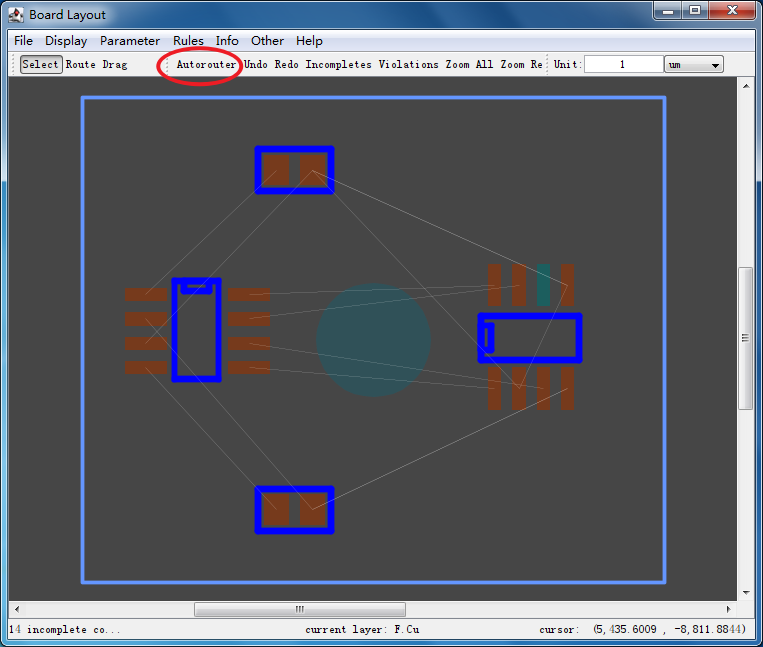 Board Layout
File Display Parameter Rules Info Other Help
Select Route Drag Autorouter Undo Redo Incompletes Violations Zoom All Zoom Re Unit: 1 um
14 incomplete co... current layer: F.Cu cursor: (5,435.6009 , -8,811.8844)